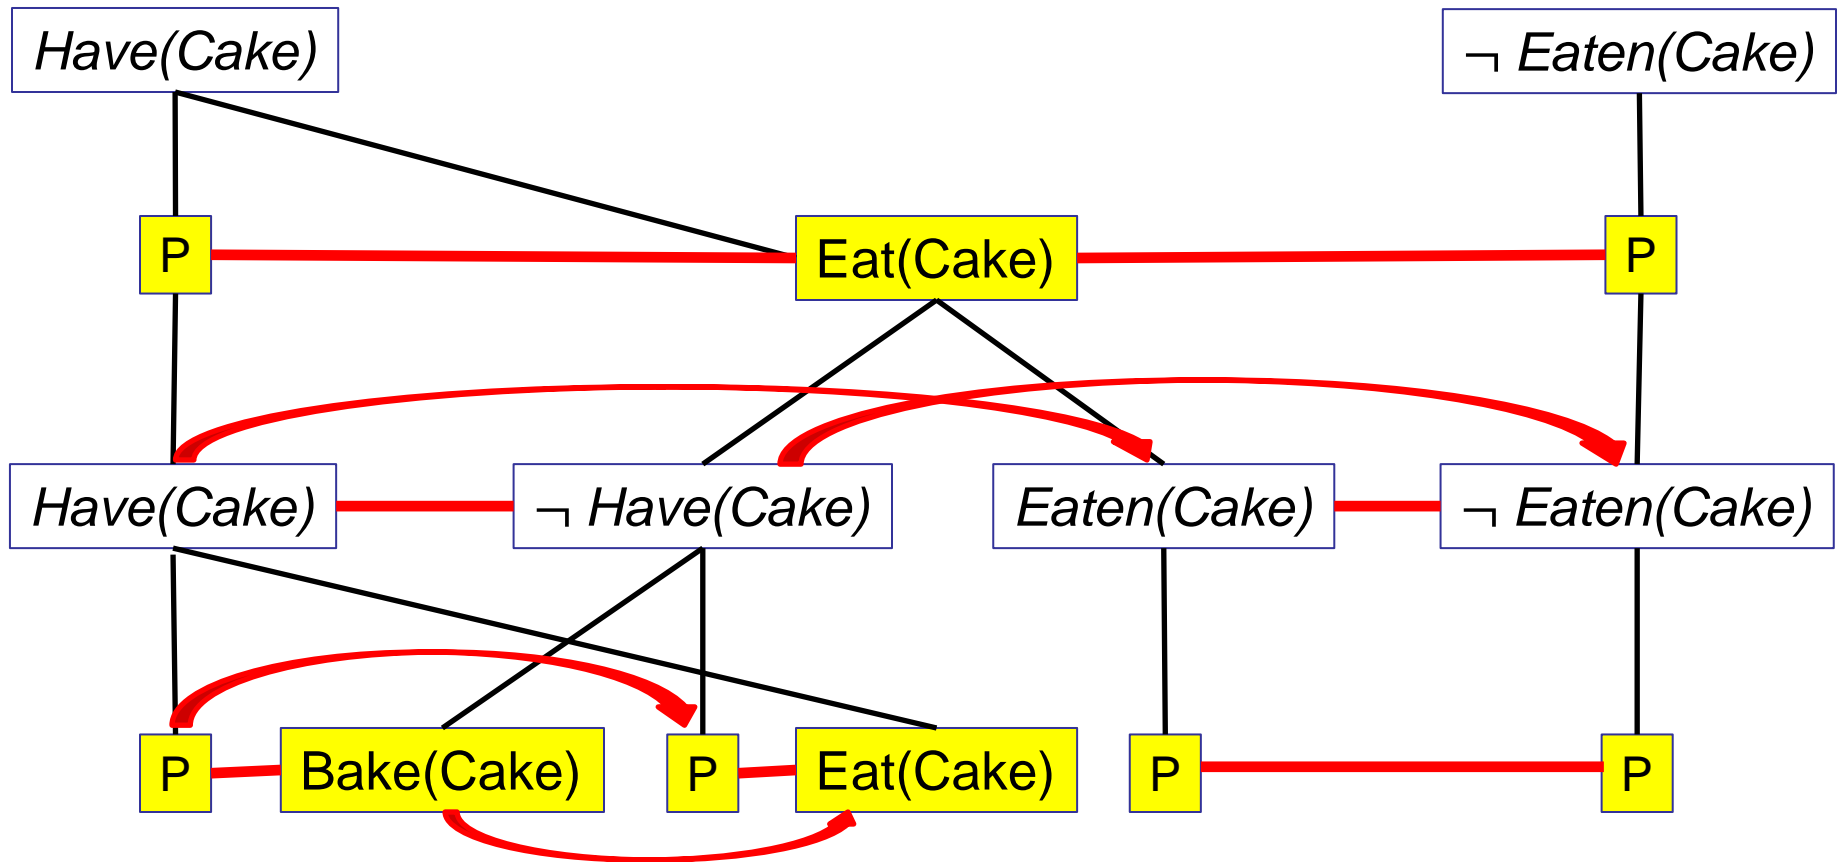 Have(Cake)
¬ Eaten(Cake)
P
Eat(Cake)
P
Have(Cake)
¬ Have(Cake)
Eaten(Cake)
¬ Eaten(Cake)
P
Bake(Cake)
P
Eat(Cake)
P
P